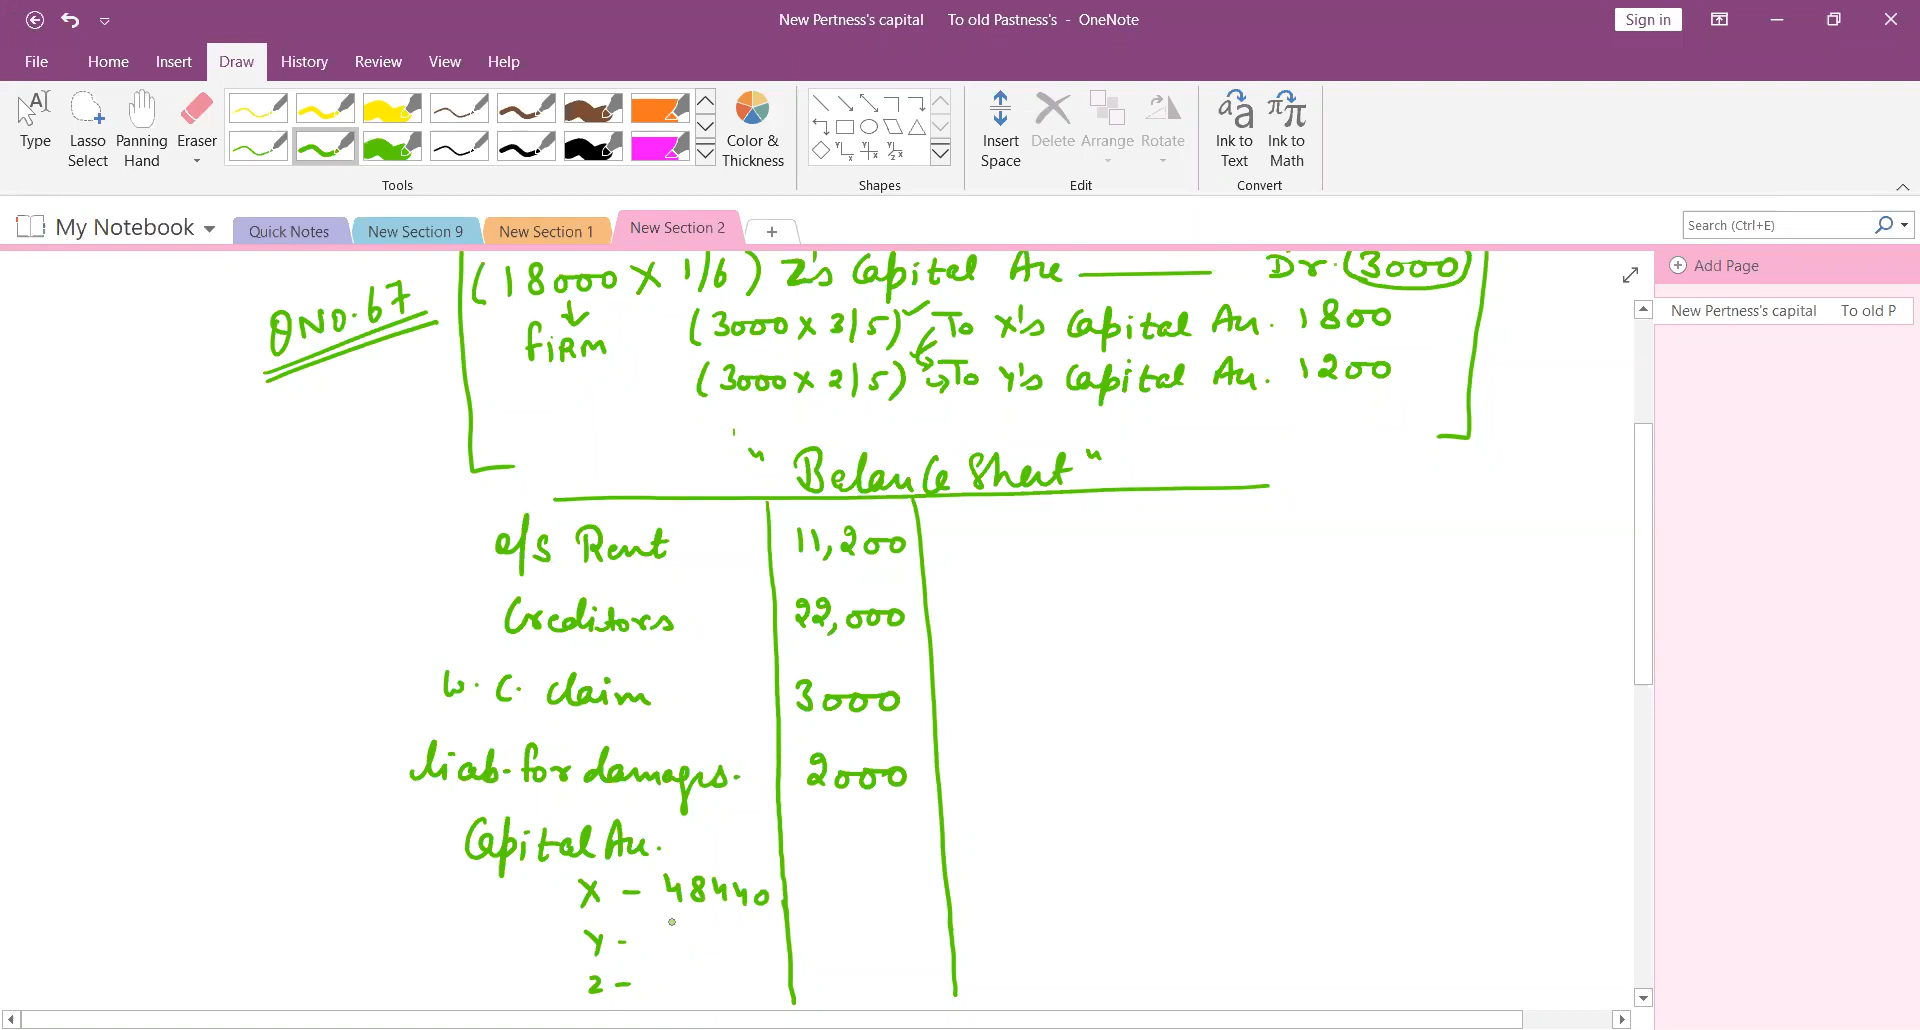 New Pertness's capital To old Pastness's - OneNote
Sign in
File Home Insert Draw History Review View Help
Type Lasso Select Panning Hand Eraser Color & Thickness Insert Space Delete Arrange Rotate Ink to Text Ink to Math
Tools Shapes Edit Convert
My Notebook Quick Notes New Section 9 New Section 1 New Section 2 + Search (Ctrl+E)
Add Page
New Pertness's capital To old P
QNO.67
(18000 X 1/6) Z's Capital Acc —— Dr. (3000)
firm
(3000 X 3/5) To X's Capital Acc. 1800
(3000 X 2/5) To Y's Capital Acc. 1200
"Balance Sheet"
o/s Rent 11,200
Creditors 22,000
W.C. claim 3000
Liab-for damages. 2000
Capital Acc.
X - 48440
Y -
Z -